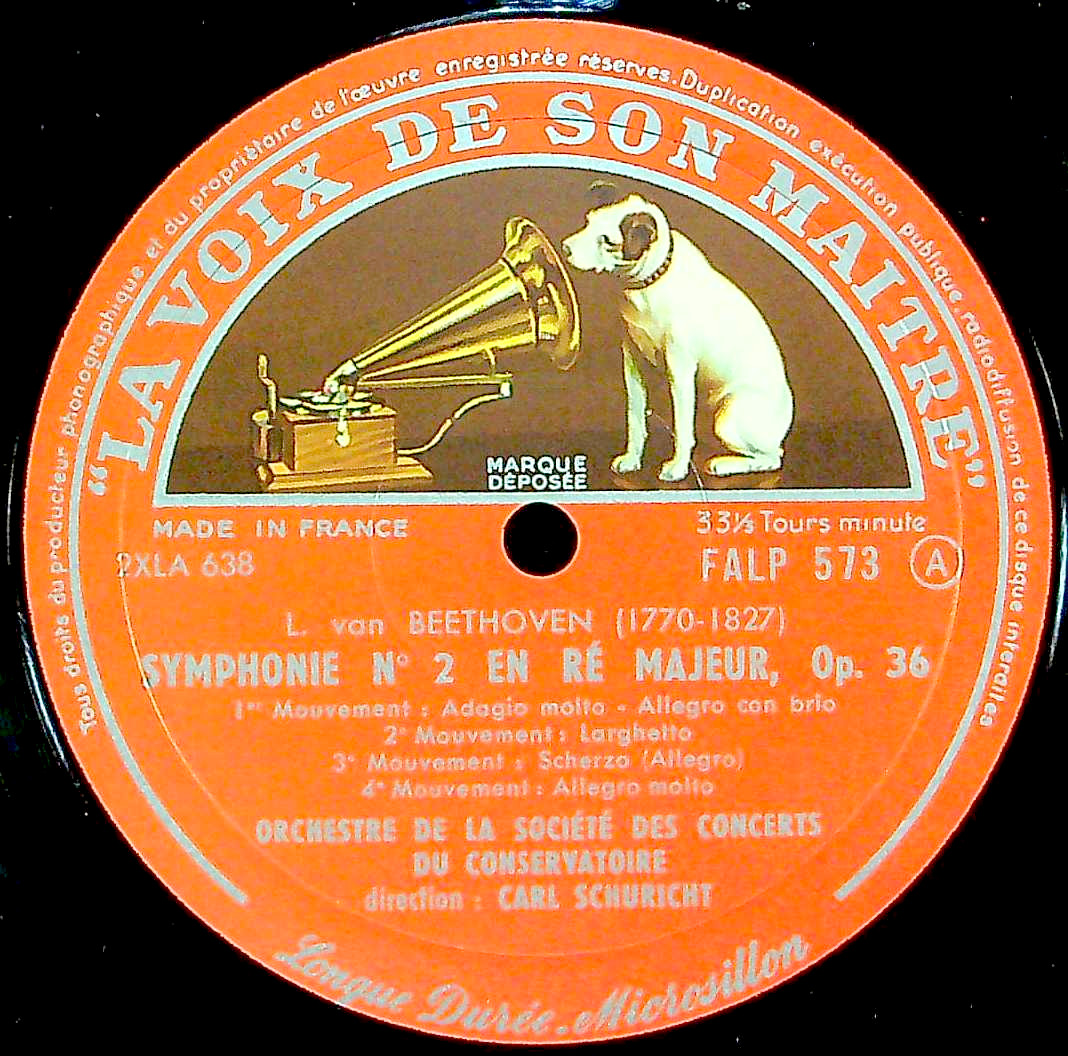 Tous droits du producteur phonographique et du propriétaire de l'œuvre enregistrée réservés. Duplication exécution publique. radiodiffusion de ce disque interdites
"LA VOIX DE SON MAITRE"
MARQUE
DÉPOSÉE
MADE IN FRANCE
33⅓ Tours minute
2XLA 638
FALP 573 A
L. van BEETHOVEN (1770-1827)
SYMPHONIE N° 2 EN RÉ MAJEUR, Op. 36
1er Mouvement : Adagio molto - Allegro con brio
2e Mouvement : Larghetto
3e Mouvement : Scherzo (Allegro)
4e Mouvement : Allegro molto
ORCHESTRE DE LA SOCIÉTÉ DES CONCERTS
DU CONSERVATOIRE
direction : CARL SCHURICHT
Longue Durée - Microsillon